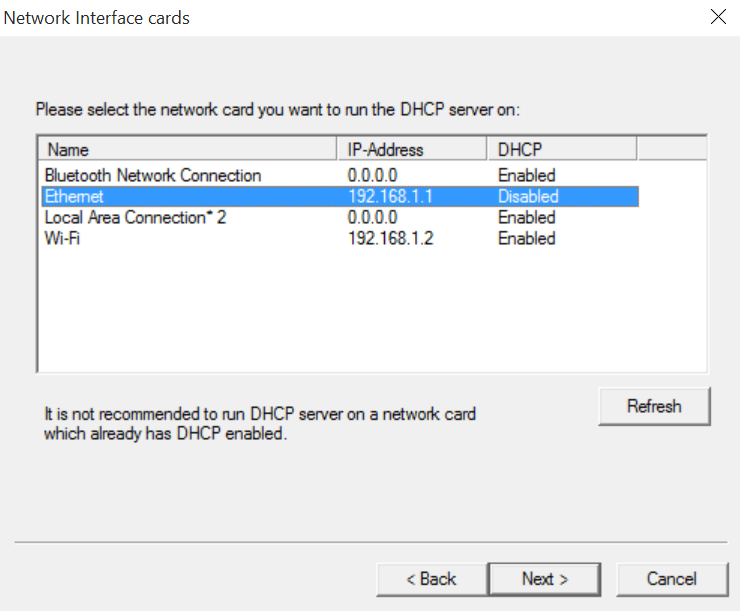 Network Interface cards
Please select the network card you want to run the DHCP server on:
Name IP-Address DHCP
Bluetooth Network Connection 0.0.0.0 Enabled
Ethernet 192.168.1.1 Disabled
Local Area Connection* 2 0.0.0.0 Enabled
Wi-Fi 192.168.1.2 Enabled
It is not recommended to run DHCP server on a network card
which already has DHCP enabled.
Refresh
< Back Next > Cancel